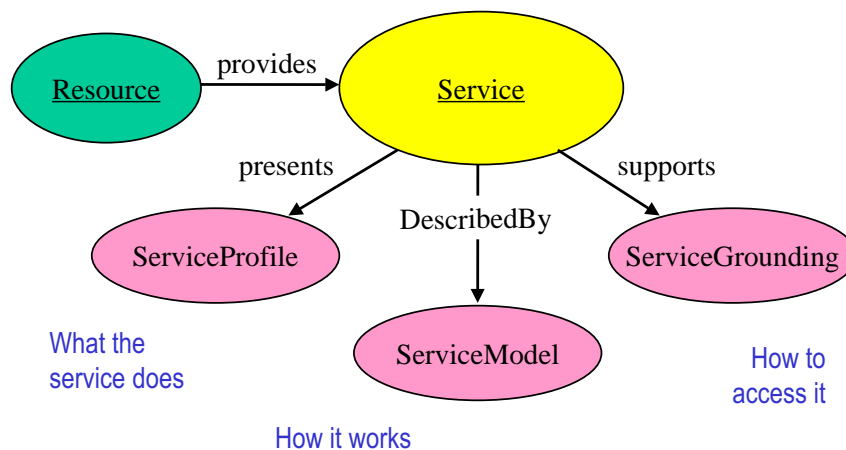 provides
Resource
Service
presents
supports
DescribedBy
ServiceProfile
ServiceGrounding
What the
service does
ServiceModel
How to
access it
How it works